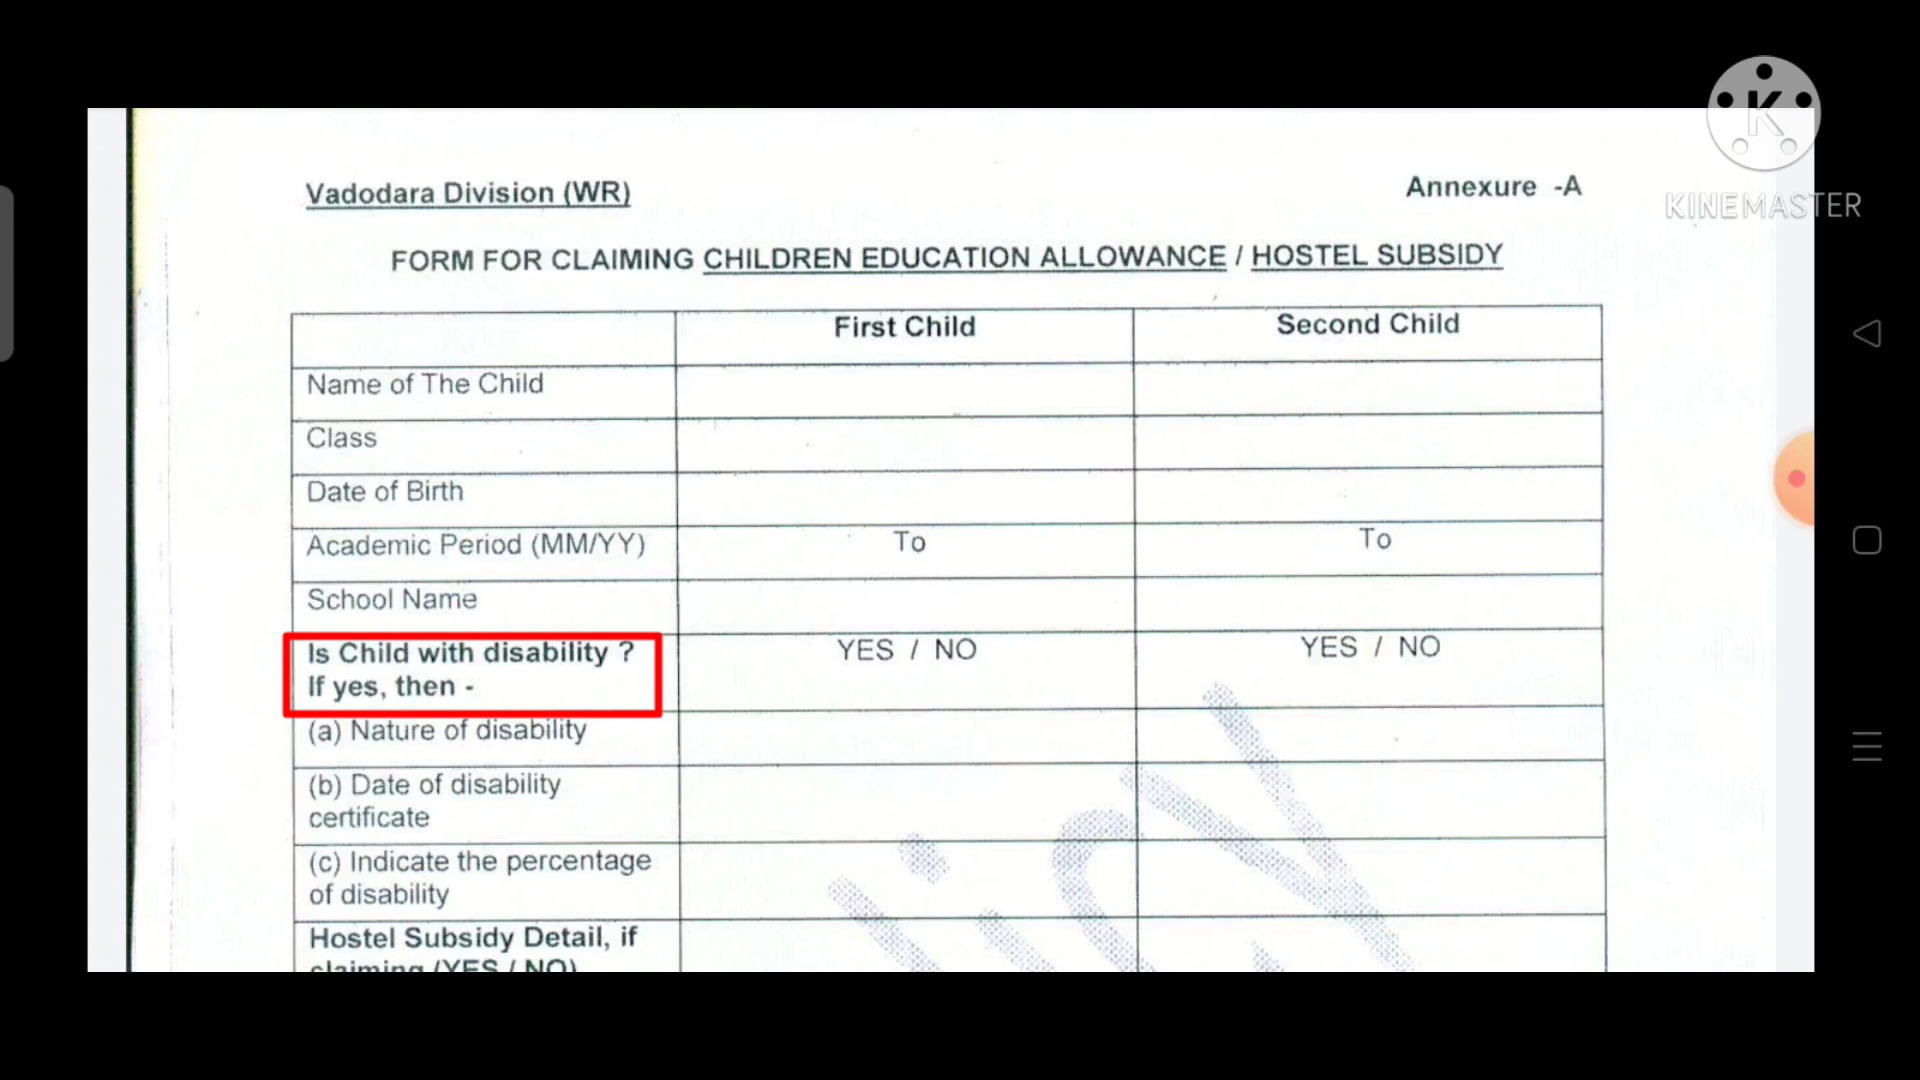 K
KINEMASTER
Vadodara Division (WR)
Annexure -A
FORM FOR CLAIMING CHILDREN EDUCATION ALLOWANCE / HOSTEL SUBSIDY
First Child
Second Child
Name of The Child
Class
Date of Birth
Academic Period (MM/YY)
To
To
School Name
Is Child with disability ?
If yes, then -
YES / NO
YES / NO
(a) Nature of disability
(b) Date of disability
certificate
(c) Indicate the percentage
of disability
Hostel Subsidy Detail, if
claiming (YES / NO)